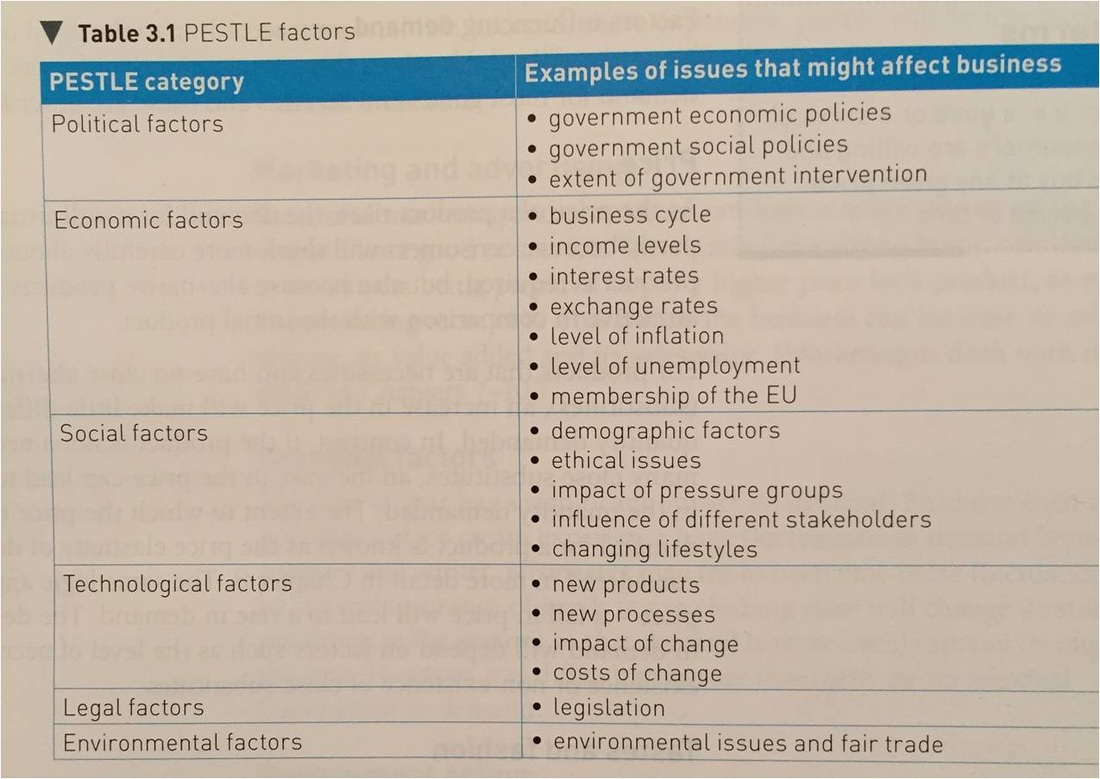 ▼ Table 3.1 PESTLE factors
PESTLE category
Examples of issues that might affect business
Political factors
• government economic policies
• government social policies
• extent of government intervention
Economic factors
• business cycle
• income levels
• interest rates
• exchange rates
• level of inflation
• level of unemployment
• membership of the EU
Social factors
• demographic factors
• ethical issues
• impact of pressure groups
• influence of different stakeholders
• changing lifestyles
Technological factors
• new products
• new processes
• impact of change
• costs of change
Legal factors
• legislation
Environmental factors
• environmental issues and fair trade